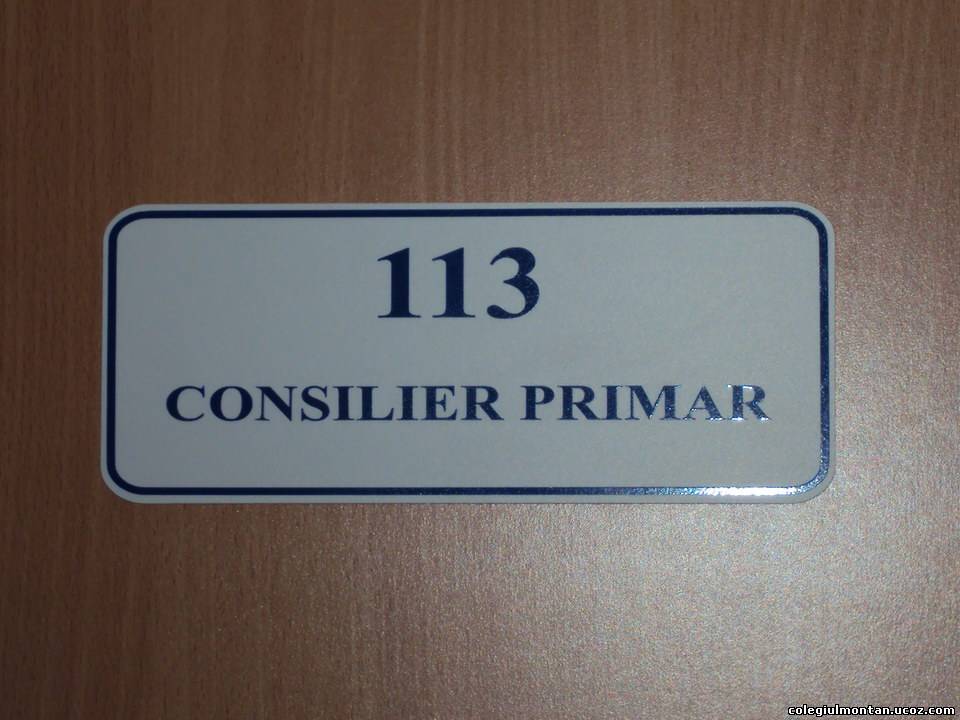 113
CONSILIER PRIMAR
colegiulmontan.ucoz.com